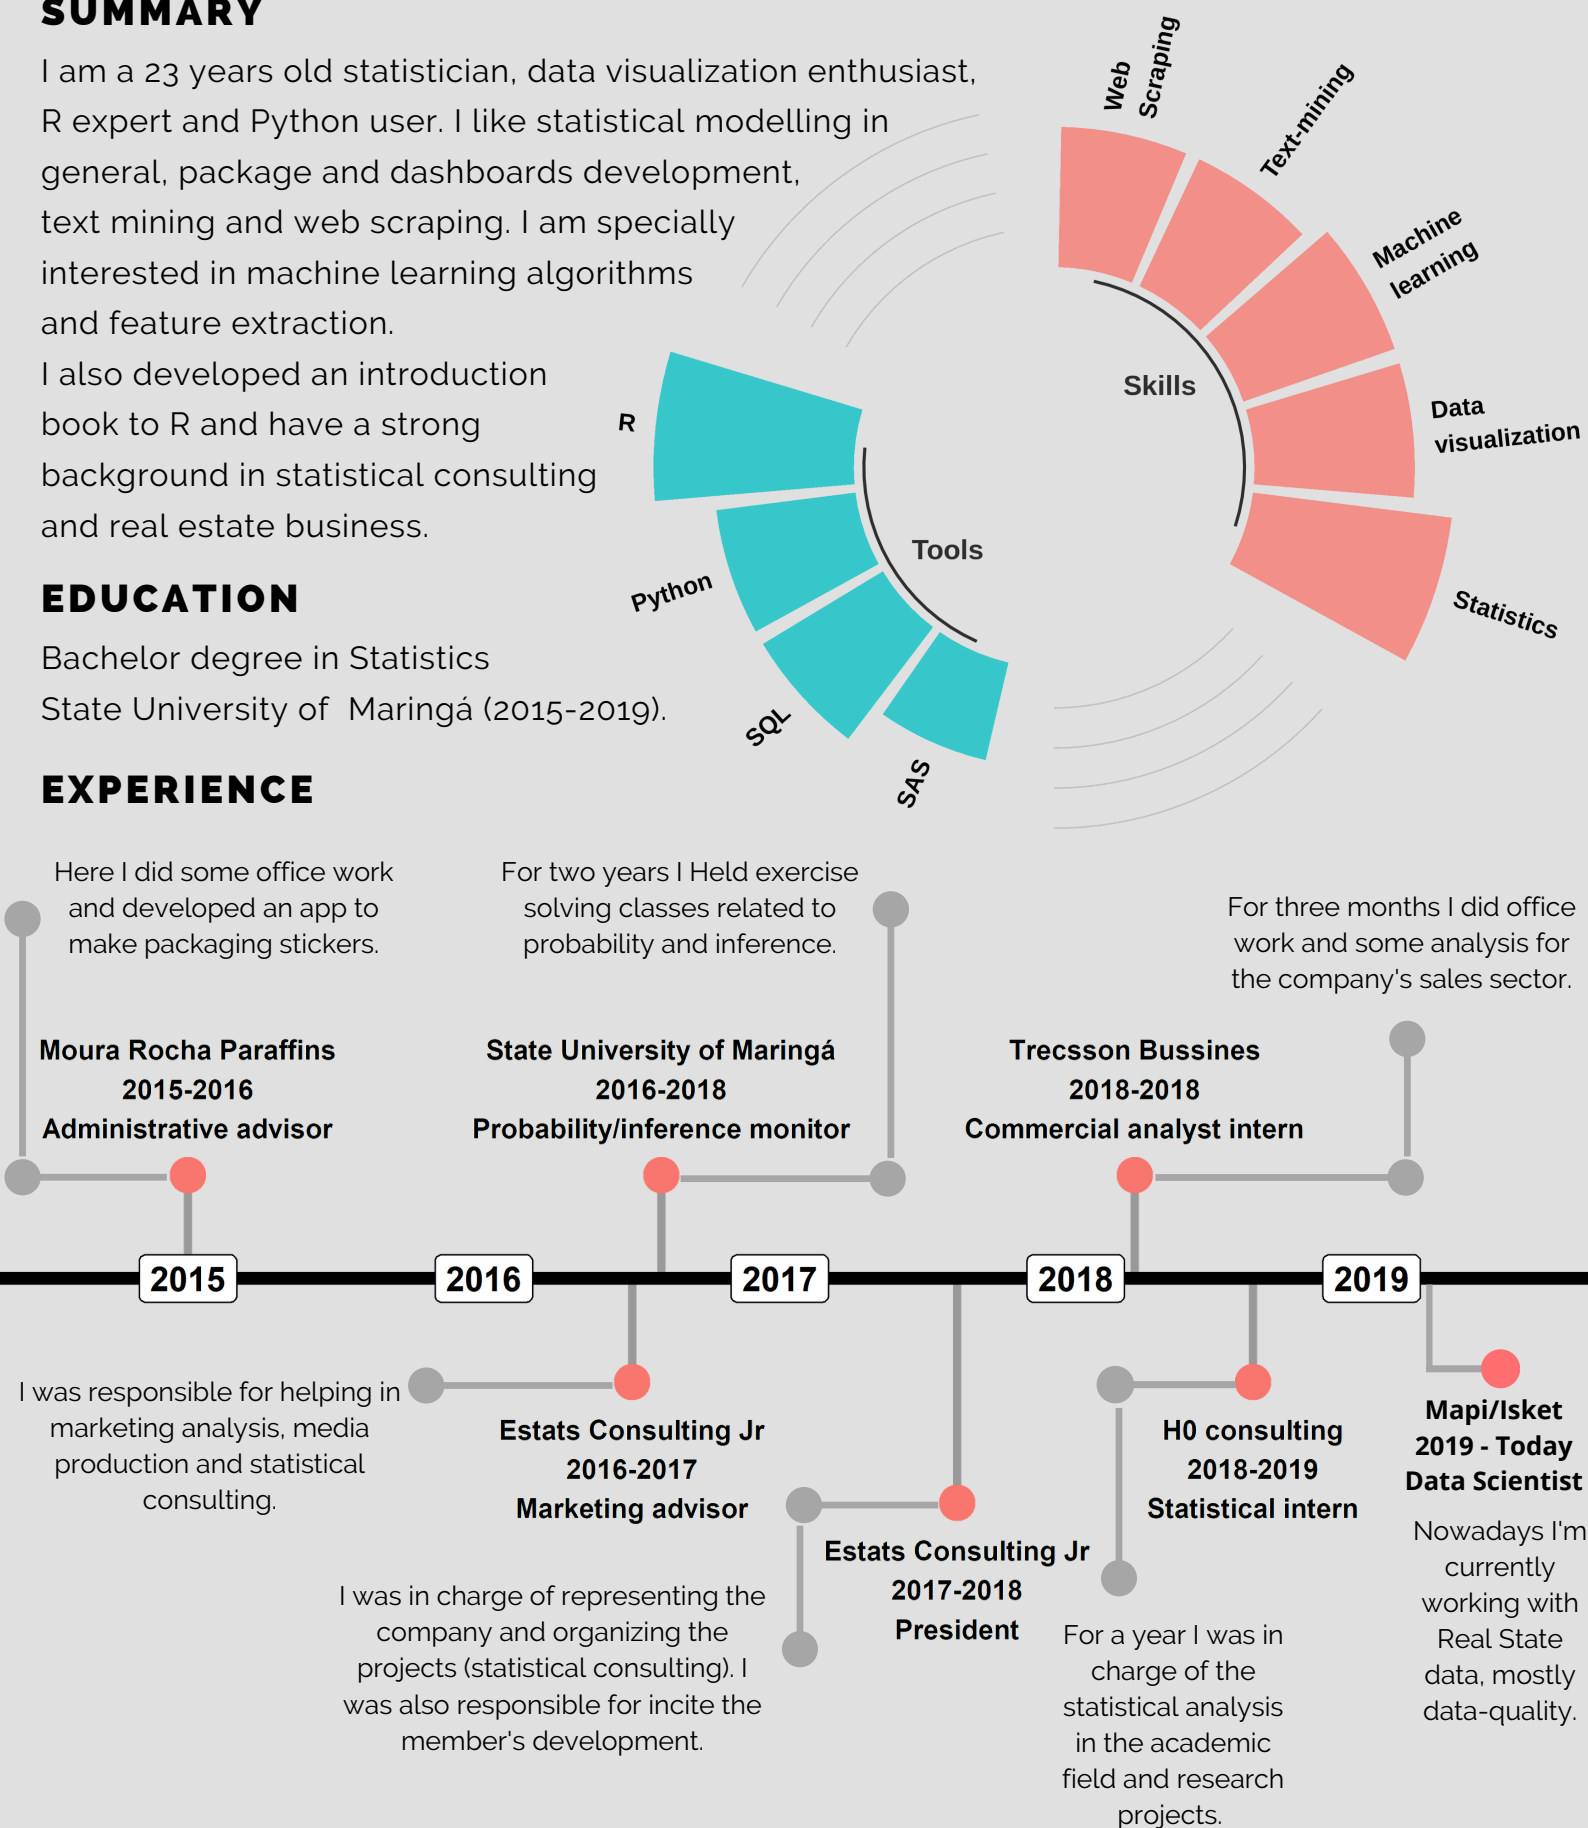 SUMMARY
I am a 23 years old statistician, data visualization enthusiast,
R expert and Python user. I like statistical modelling in
general, package and dashboards development,
text mining and web scraping. I am specially
interested in machine learning algorithms
and feature extraction.
I also developed an introduction
book to R and have a strong
background in statistical consulting
and real estate business.
Web
Scraping
Text-mining
Machine
learning
Data
visualization
Statistics
Skills
Tools
R
Python
SQL
SAS
EDUCATION
Bachelor degree in Statistics
State University of Maringá (2015-2019).
EXPERIENCE
Here I did some office work
and developed an app to
make packaging stickers.
Moura Rocha Paraffins
2015-2016
Administrative advisor
For two years I Held exercise
solving classes related to
probability and inference.
State University of Maringá
2016-2018
Probability/inference monitor
For three months I did office
work and some analysis for
the company's sales sector.
Trecsson Bussines
2018-2018
Commercial analyst intern
2015
2016
2017
2018
2019
I was responsible for helping in
marketing analysis, media
production and statistical
consulting.
Estats Consulting Jr
2016-2017
Marketing advisor
I was in charge of representing the
company and organizing the
projects (statistical consulting). I
was also responsible for incite the
member's development.
Estats Consulting Jr
2017-2018
President
H0 consulting
2018-2019
Statistical intern
For a year I was in
charge of the
statistical analysis
in the academic
field and research
projects.
Mapi/Isket
2019 - Today
Data Scientist
Nowadays I'm
currently
working with
Real State
data, mostly
data-quality.